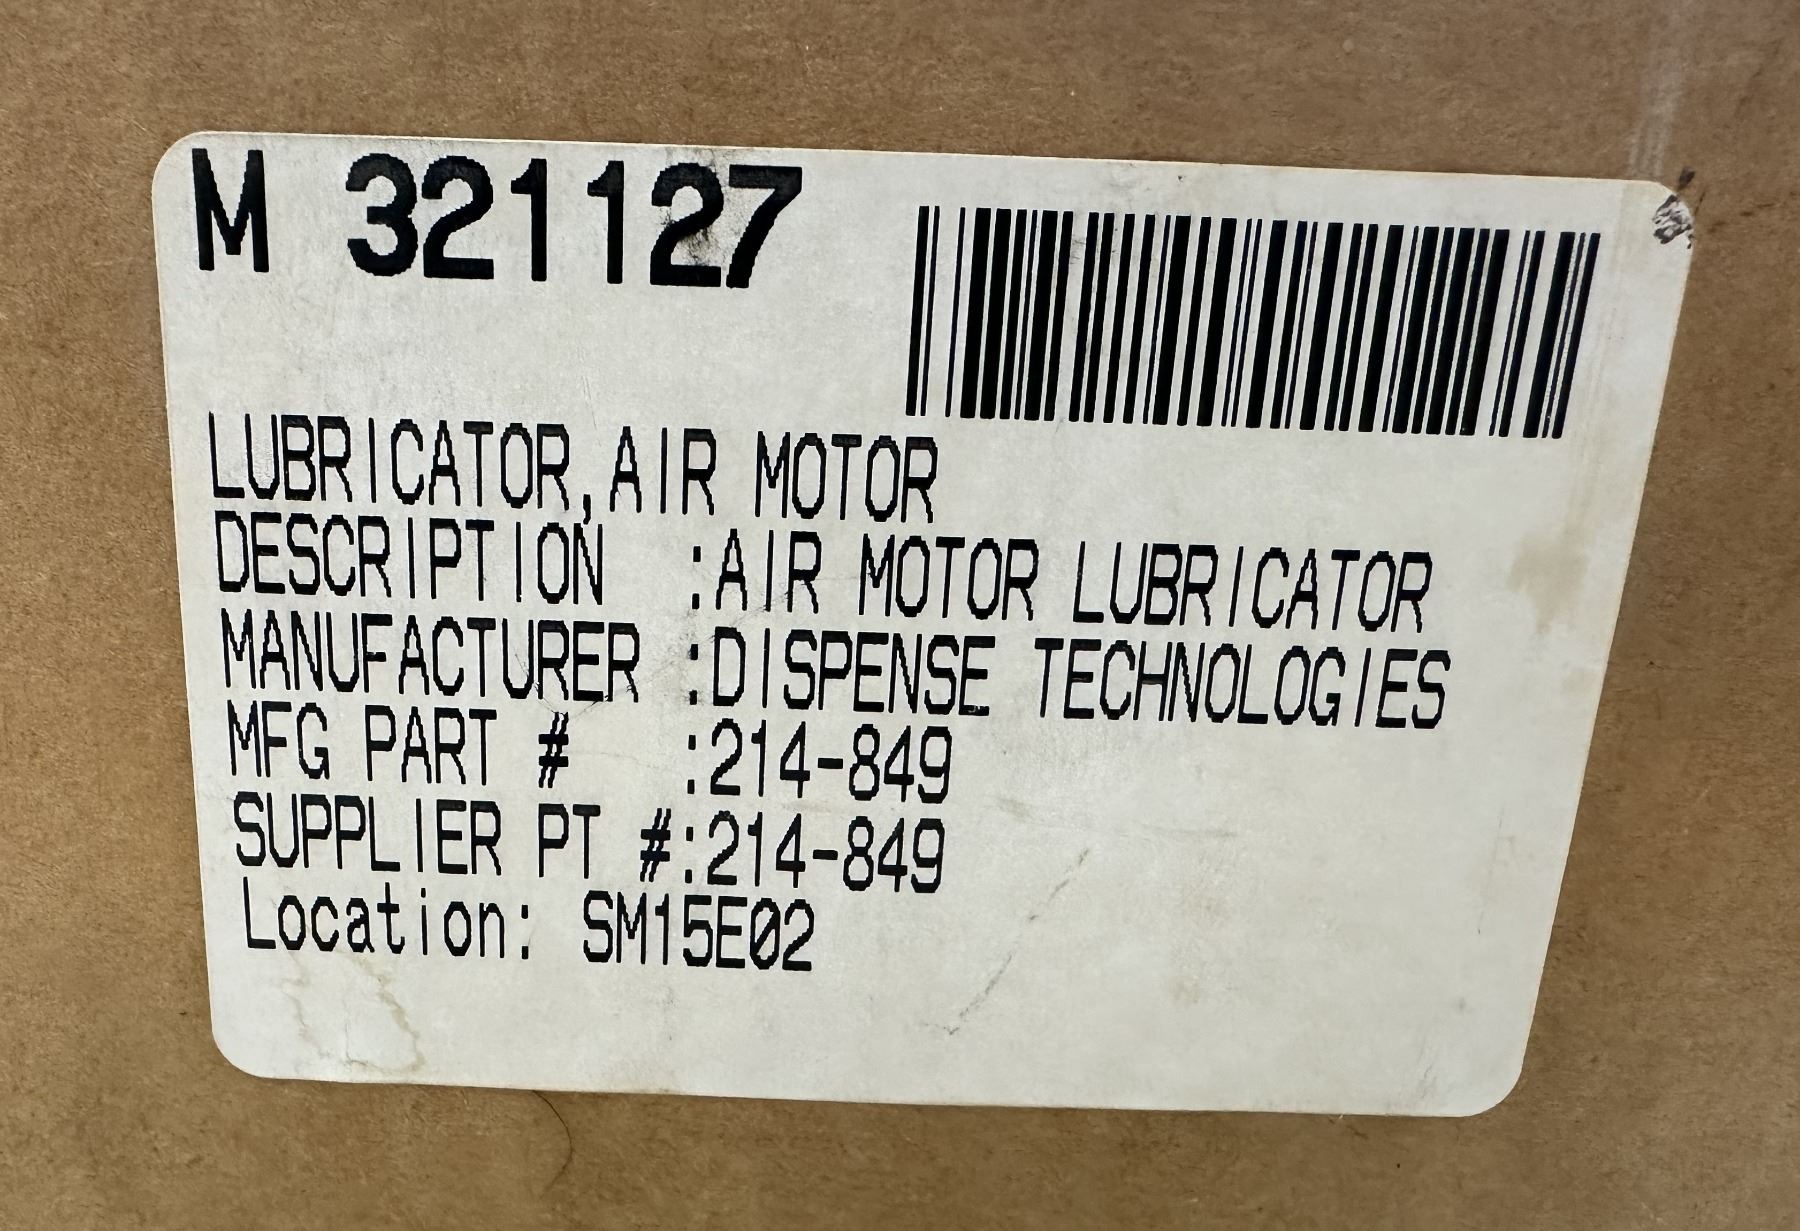 M 321127
LUBRICATOR,AIR MOTOR
DESCRIPTION :AIR MOTOR LUBRICATOR
MANUFACTURER :DISPENSE TECHNOLOGIES
MFG PART # :214-849
SUPPLIER PT #:214-849
Location: SM15E02